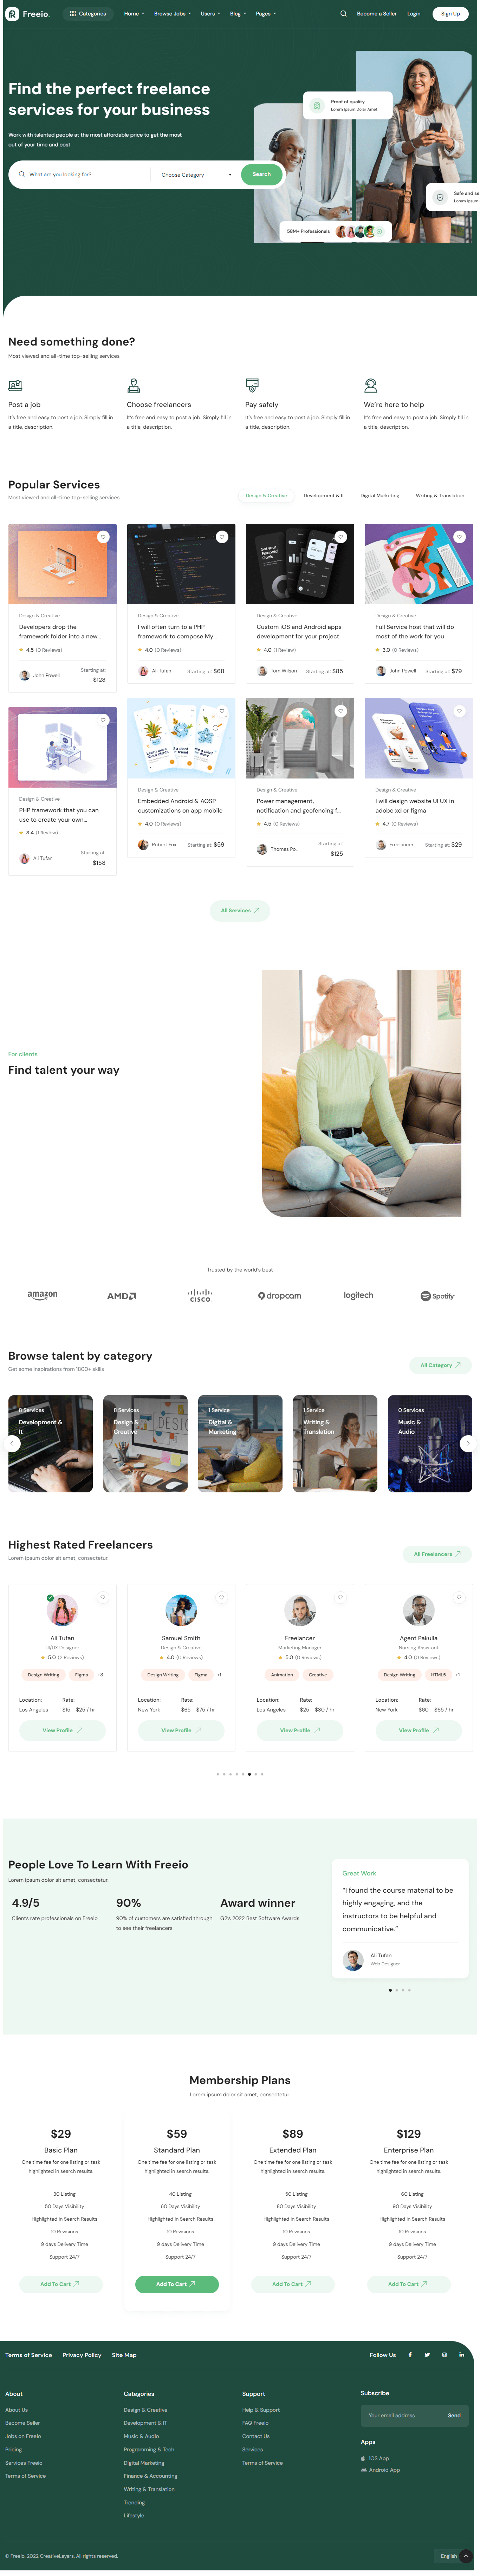 Freeio.
Categories
Home
Browse Jobs
Users
Blog
Pages
Become a Seller
Login
Sign Up
Find the perfect freelance
services for your business
Work with talented people at the most affordable price to get the most
out of your time and cost
What are you looking for?
Choose Category
Search
Proof of quality
Lorem Ipsum Dolar Amet
Safe and se
Lorem Ipsum
58M+ Professionals
Need something done?
Most viewed and all-time top-selling services
Post a job
It's free and easy to post a job. Simply fill in
a title, description.
Choose freelancers
It's free and easy to post a job. Simply fill in
a title, description.
Pay safely
It's free and easy to post a job. Simply fill in
a title, description.
We're here to help
It's free and easy to post a job. Simply fill in
a title, description.
Popular Services
Most viewed and all-time top-selling services
Design & Creative
Development & It
Digital Marketing
Writing & Translation
Design & Creative
Developers drop the
framework folder into a new...
4.5 (0 Reviews)
John Powell
Starting at:
$128
Design & Creative
I will often turn to a PHP
framework to compose My...
4.0 (0 Reviews)
Ali Tufan
Starting at: $68
Set your
Financial
Goals
Design & Creative
Custom iOS and Android apps
development for your project
4.0 (1 Review)
Tom Wilson
Starting at: $85
Design & Creative
Full Service host that will do
most of the work for you
3.0 (0 Reviews)
John Powell
Starting at: $79
Design & Creative
PHP framework that you can
use to create your own...
3.4 (1 Review)
Ali Tufan
Starting at:
$158
Design & Creative
Embedded Android & AOSP
customizations on app mobile
4.0 (0 Reviews)
Robert Fox
Starting at: $59
Design & Creative
Power management,
notification and geofencing f...
4.5 (0 Reviews)
Thomas Po...
Starting at:
$125
Design & Creative
I will design website UI UX in
adobe xd or figma
4.7 (0 Reviews)
Freelancer
Starting at: $29
All Services
For clients
Find talent your way
Trusted by the world's best
amazon
AMD
CISCO
dropcam
logitech
Spotify
Browse talent by category
Get some Inspirations from 1800+ skills
All Category
8 Services
Development &
It
8 Services
Design &
Creative
1 Service
Digital &
Marketing
1 Service
Writing &
Translation
0 Services
Music &
Audio
Highest Rated Freelancers
Lorem ipsum dolor sit amet, consectetur.
All Freelancers
Ali Tufan
UI/UX Designer
5.0 (2 Reviews)
Design Writing
Figma
+3
Location:
Rate:
Los Angeles
$15 - $25 / hr
View Profile
Samuel Smith
Design & Creative
4.0 (0 Reviews)
Design Writing
Figma
+1
Location:
Rate:
New York
$65 - $75 / hr
View Profile
Freelancer
Marketing Manager
5.0 (0 Reviews)
Animation
Creative
Location:
Rate:
Los Angeles
$25 - $30 / hr
View Profile
Agent Pakulla
Nursing Assistant
4.0 (0 Reviews)
Design Writing
HTML5
+1
Location:
Rate:
New York
$60 - $65 / hr
View Profile
People Love To Learn With Freeio
Lorem ipsum dolor sit amet, consectetur.
4.9/5
Clients rate professionals on Freeio
90%
90% of customers are satisfied through
to see their freelancers
Award winner
G2's 2022 Best Software Awards
Great Work
"I found the course material to be
highly engaging, and the
instructors to be helpful and
communicative."
Ali Tufan
Web Designer
Membership Plans
Lorem ipsum dolor sit amet, consectetur.
$29
Basic Plan
One time fee for one listing or task
highlighted in search results.
30 Listing
50 Days Visibility
Highlighted in Search Results
10 Revisions
9 days Delivery Time
Support 24/7
Add To Cart
$59
Standard Plan
One time fee for one listing or task
highlighted in search results.
40 Listing
60 Days Visibility
Highlighted in Search Results
10 Revisions
9 days Delivery Time
Support 24/7
Add To Cart
$89
Extended Plan
One time fee for one listing or task
highlighted in search results.
50 Listing
80 Days Visibility
Highlighted in Search Results
10 Revisions
9 days Delivery Time
Support 24/7
Add To Cart
$129
Enterprise Plan
One time fee for one listing or task
highlighted in search results.
60 Listing
90 Days Visibility
Highlighted in Search Results
10 Revisions
9 days Delivery Time
Support 24/7
Add To Cart
Terms of Service
Privacy Policy
Site Map
Follow Us
About
About Us
Become Seller
Jobs on Freeio
Pricing
Services Freeio
Terms of Service
Categories
Design & Creative
Development & IT
Music & Audio
Programming & Tech
Digital Marketing
Finance & Accounting
Writing & Translation
Trending
Lifestyle
Support
Help & Support
FAQ Freeio
Contact Us
Services
Terms of Service
Subscribe
Your email address
Send
Apps
iOS App
Android App
© Freeio. 2022 CreativeLayers. All rights reserved.
English